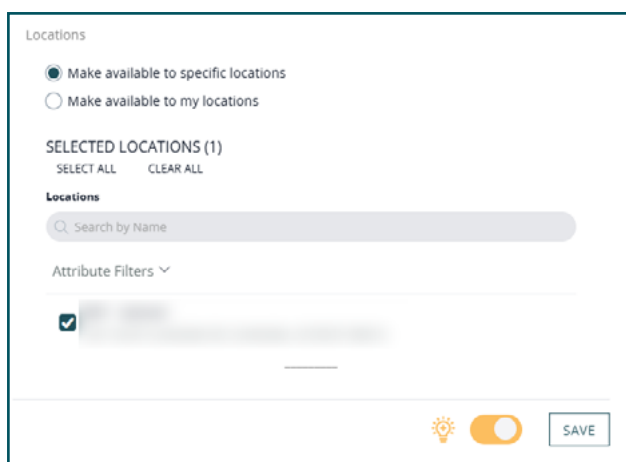 Locations
Make available to specific locations
Make available to my locations
SELECTED LOCATIONS (1)
SELECT ALL CLEAR ALL
Locations
Search by Name
Attribute Filters
SAVE